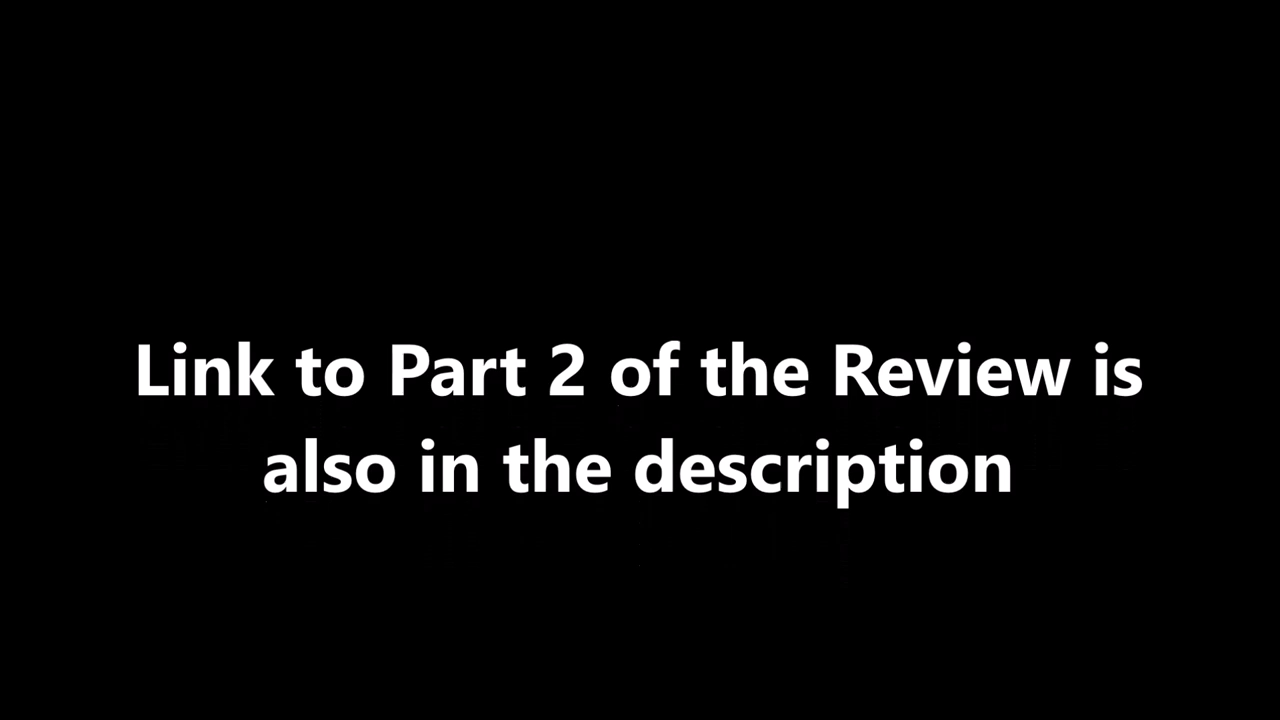 Link to Part 2 of the Review is
also in the description